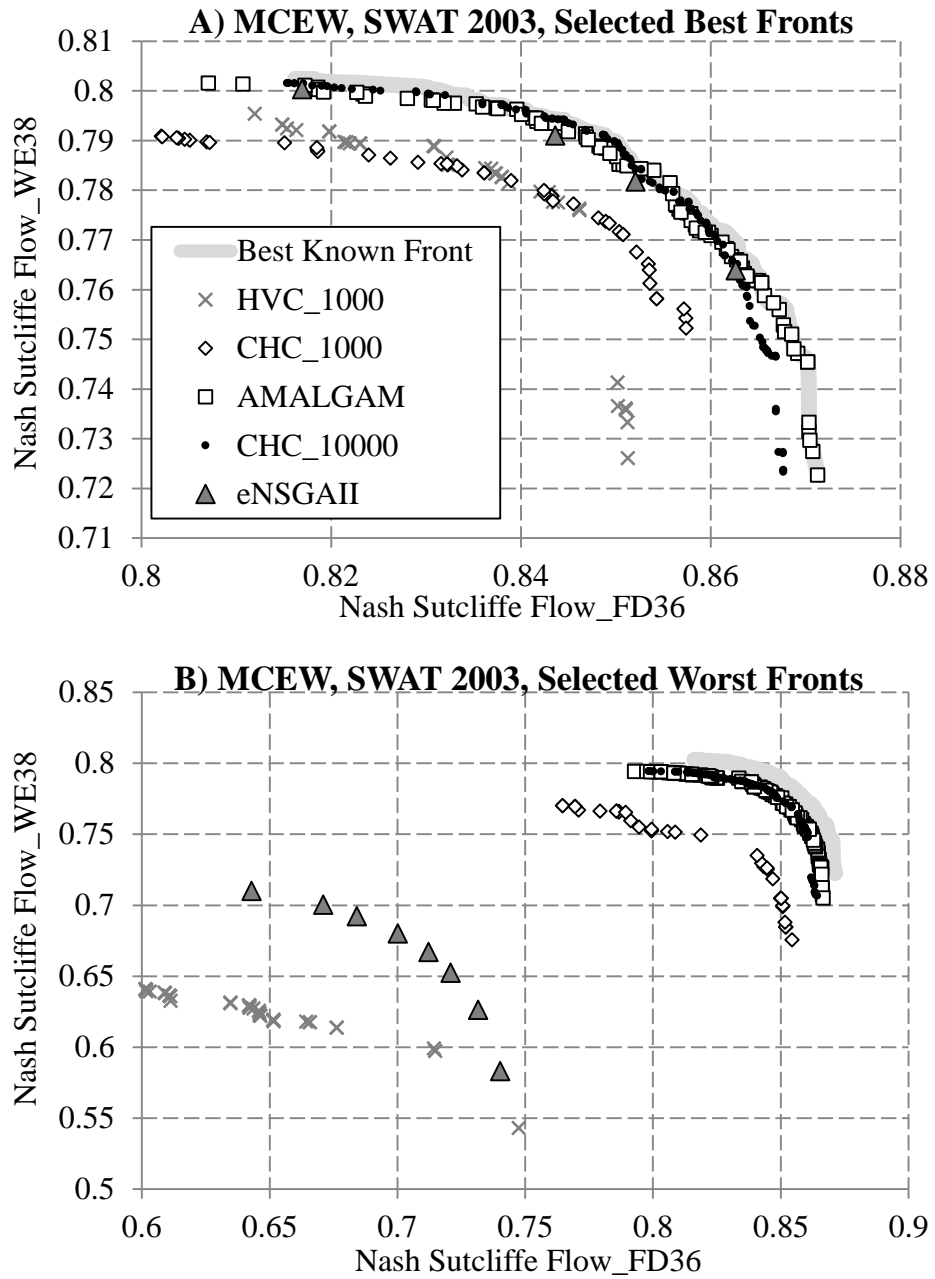 A) MCEW, SWAT 2003, Selected Best Fronts
Nash Sutcliffe Flow_WE38
0.81
0.8
0.79
0.78
0.77
0.76
0.75
0.74
0.73
0.72
0.71
Best Known Front
HVC_1000
CHC_1000
AMALGAM
CHC_10000
eNSGAII
0.8 0.82 0.84 0.86 0.88
Nash Sutcliffe Flow_FD36
B) MCEW, SWAT 2003, Selected Worst Fronts
Nash Sutcliffe Flow_WE38
0.85
0.8
0.75
0.7
0.65
0.6
0.55
0.5
0.6 0.65 0.7 0.75 0.8 0.85 0.9
Nash Sutcliffe Flow_FD36